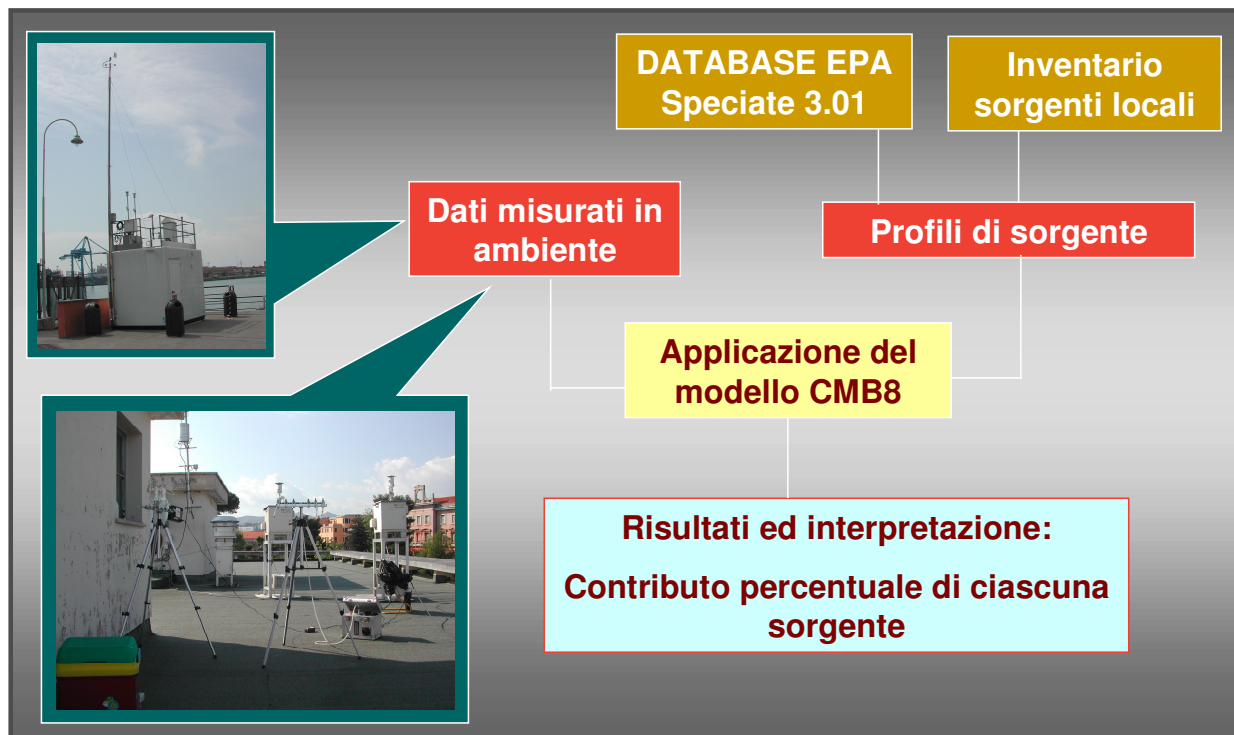 DATABASE EPA
Speciate 3.01
Inventario
sorgenti locali
Dati misurati in
ambiente
Profili di sorgente
Applicazione del
modello CMB8
Risultati ed interpretazione:
Contributo percentuale di ciascuna
sorgente